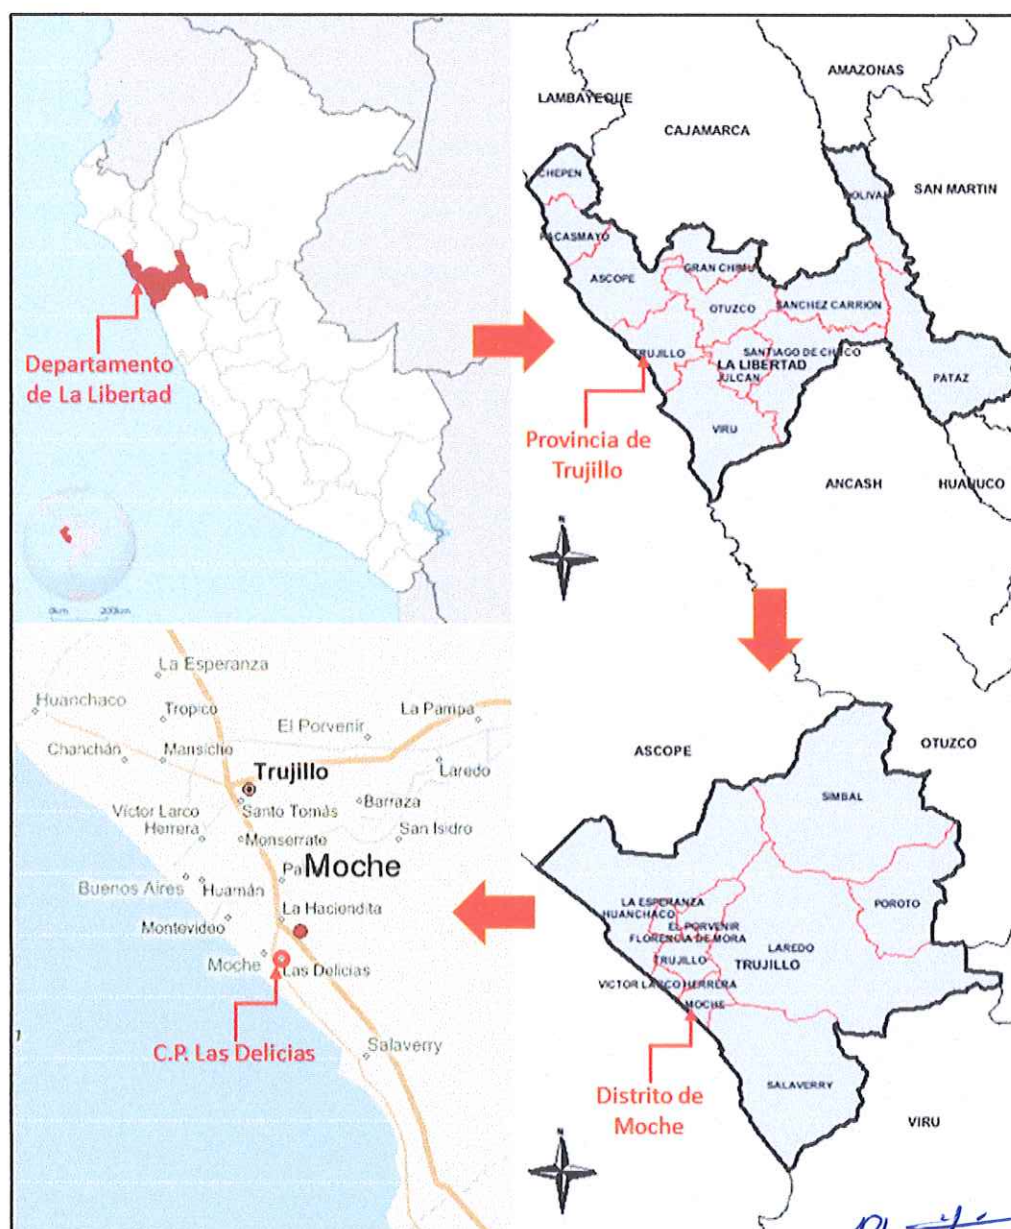 Departamento
de La Libertad
0km 200km
AMAZONAS
LAMBAYEQUE
CAJAMARCA
CHEPEN
SAN MARTIN
BOLIVAR
PACASMAYO
ASCOPE
GRAN CHIMU
OTUZCO
SANCHEZ CARRION
TRUJILLO
SANTIAGO DE CHUCO
LA LIBERTAD
JULCAN
PATAZ
VIRU
Provincia de
Trujillo
ANCASH
HUANUCO
N
La Esperanza
Huanchaco
Tropico
La Pampa
El Porvenir
Chanchán
Mansiche
Laredo
Trujillo
Barraza
Víctor Larco
Herrera
Santo Tomás
San Isidro
Monserrate
Pa
Moche
Buenos Aires
Huamán
La Haciendita
Montevideo
Moche
Las Delicias
C.P. Las Delicias
Salaverry
ASCOPE
OTUZCO
SIMBAL
LA ESPERANZA
HUANCHACO
POROTO
EL PORVENIR
FLORENCIA DE MORA
LAREDO
TRUJILLO
TRUJILLO
VICTOR LARCO HERRERA
MOCHE
SALAVERRY
Distrito de
Moche
VIRU
N